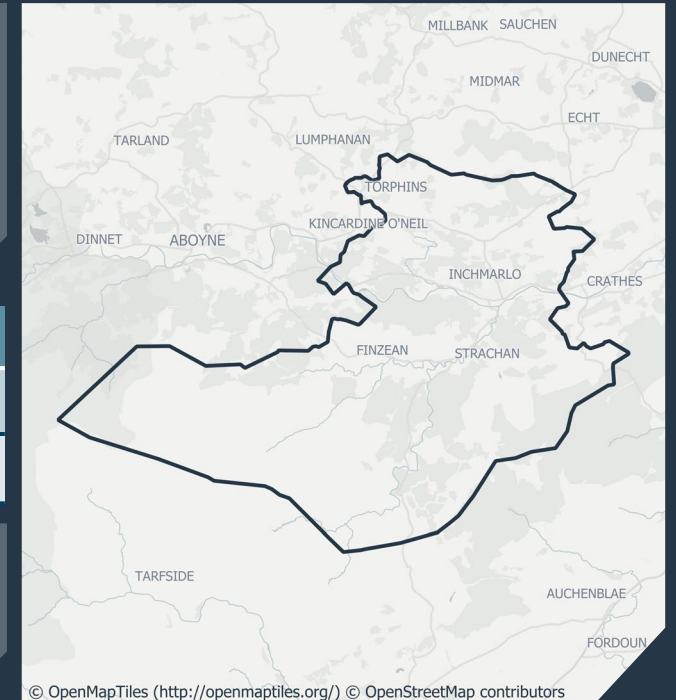 MILLBANK SAUCHEN
DUNECHT
MIDMAR
ECHT
TARLAND
LUMPHANAN
TORPHINS
KINCARDINE O'NEIL
DINNET
ABOYNE
INCHMARLO
CRATHES
FINZEAN
STRACHAN
TARFSIDE
AUCHENBLAE
FORDOUN
© OpenMapTiles (http://openmaptiles.org/) © OpenStreetMap contributors